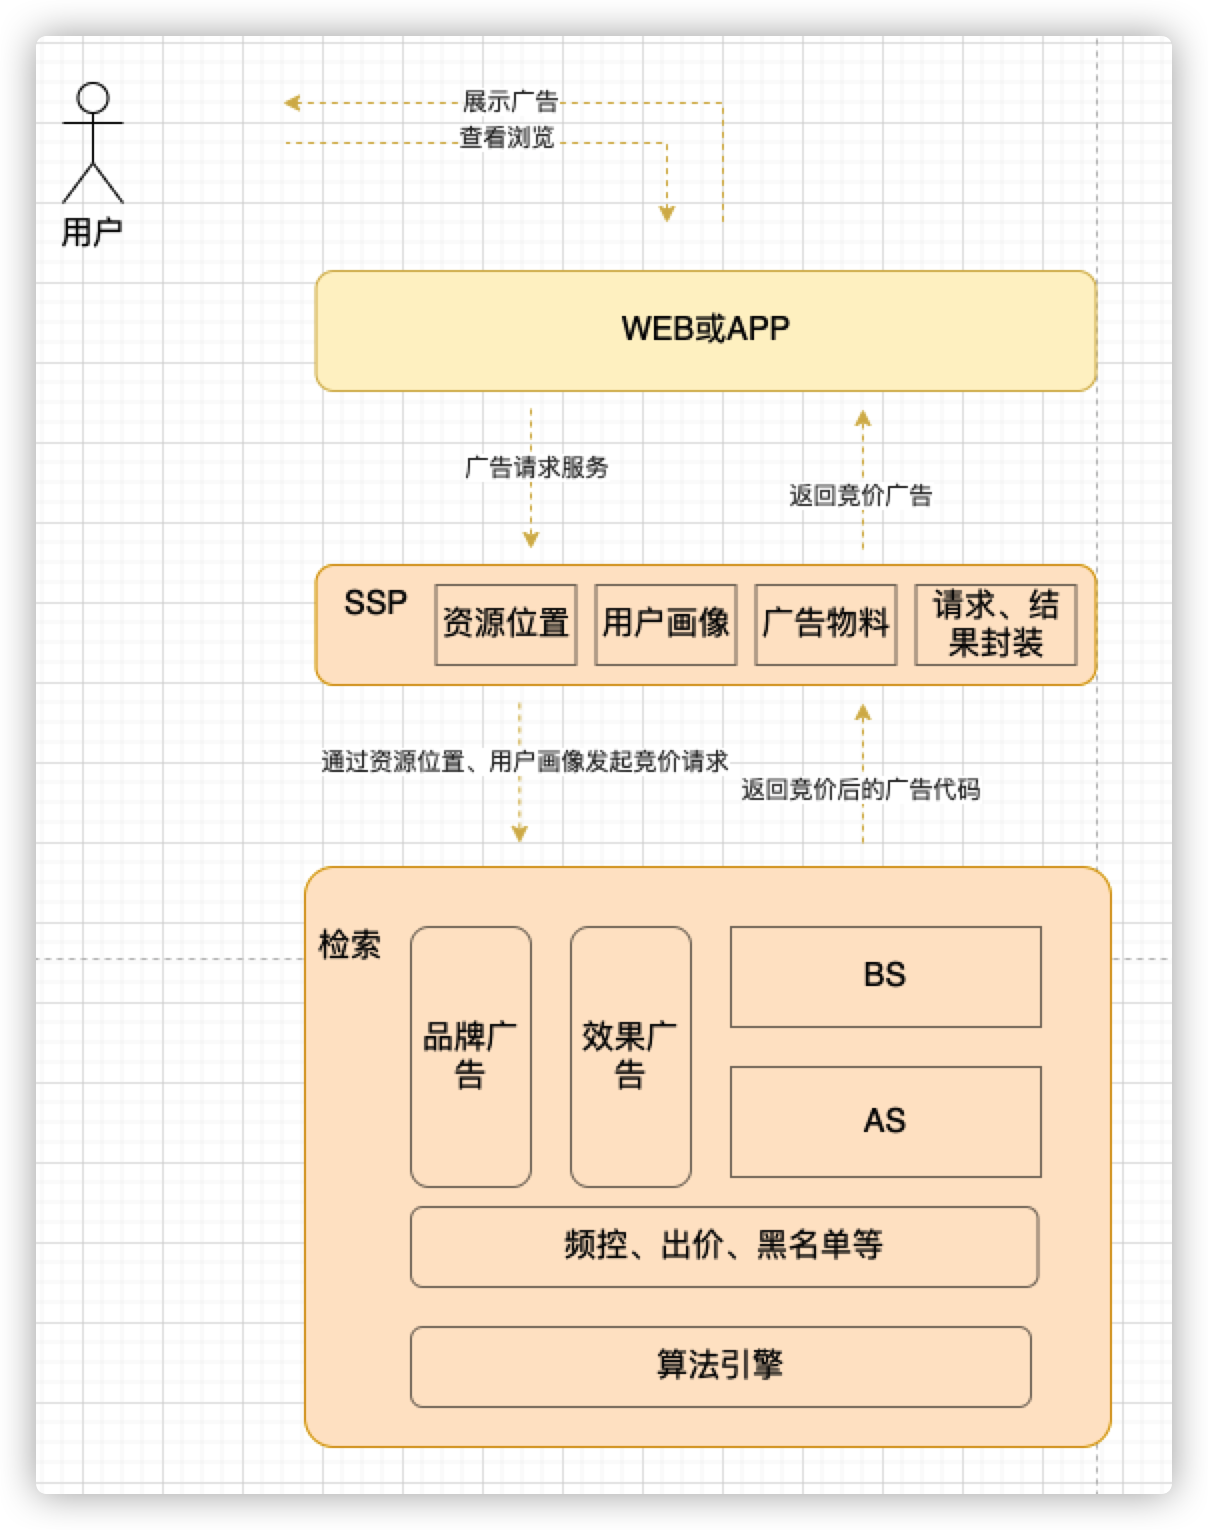 展示广告
查看浏览
用户
WEB或APP
广告请求服务
返回竞价广告
SSP
资源位置
用户画像
广告物料
请求、结
果封装
通过资源位置、用户画像发起竞价请求
返回竞价后的广告代码
检索
品牌广
告
效果广
告
BS
AS
频控、出价、黑名单等
算法引擎